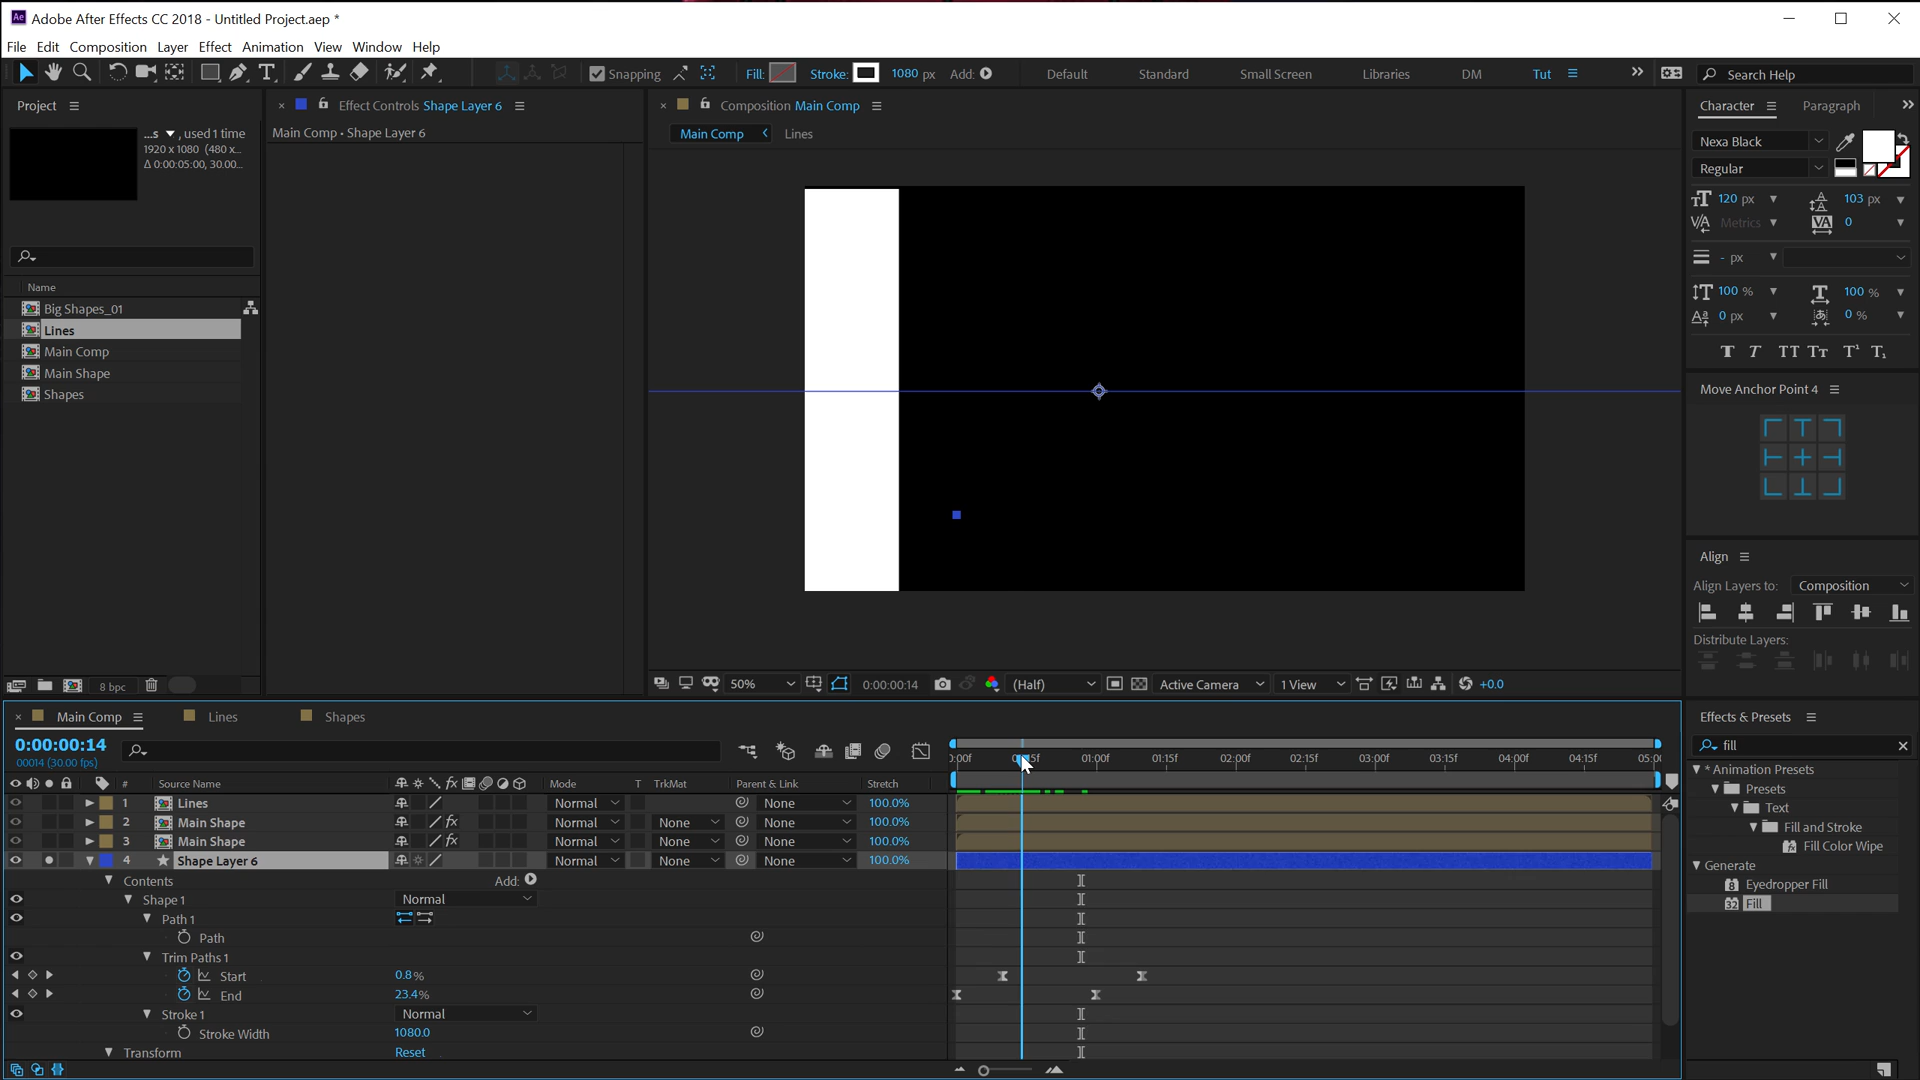 Adobe After Effects CC 2018 - Untitled Project.aep *
File Edit Composition Layer Effect Animation View Window Help
Snapping Fill: Stroke: 1080 px Add: Default Standard Small Screen Libraries DM Tut Search Help
Project
...s , used 1 time
1920 x 1080 (480 x...
Δ 0:00:05:00, 30.00...
Name
Big Shapes_01
Lines
Main Comp
Main Shape
Shapes
8 bpc
Effect Controls Shape Layer 6
Main Comp • Shape Layer 6
Composition Main Comp
Main Comp Lines
50% 0:00:00:14 (Half) Active Camera 1 View +0.0
Character Paragraph
Nexa Black
Regular
120 px 103 px
Metrics 0
- px
100 % 100 %
0 px 0 %
T T TT Tт T¹ T₁
Move Anchor Point 4
Align
Align Layers to: Composition
Distribute Layers:
Effects & Presets
fill
* Animation Presets
Presets
Text
Fill and Stroke
Fill Color Wipe
Generate
Eyedropper Fill
Fill
Main Comp Lines Shapes
0:00:00:14
00014 (30.00 fps)
# Source Name Mode T TrkMat Parent & Link Stretch
01:00f 01:15f 02:00f 02:15f 03:00f 03:15f 04:00f 04:15f
1 Lines Normal None 100.0%
2 Main Shape Normal None None 100.0%
3 Main Shape Normal None None 100.0%
4 Shape Layer 6 Normal None None 100.0%
Contents Add:
Shape 1 Normal
Path 1
Path
Trim Paths 1
Start 0.8%
End 23.4%
Stroke 1 Normal
Stroke Width 1080.0
Transform Reset